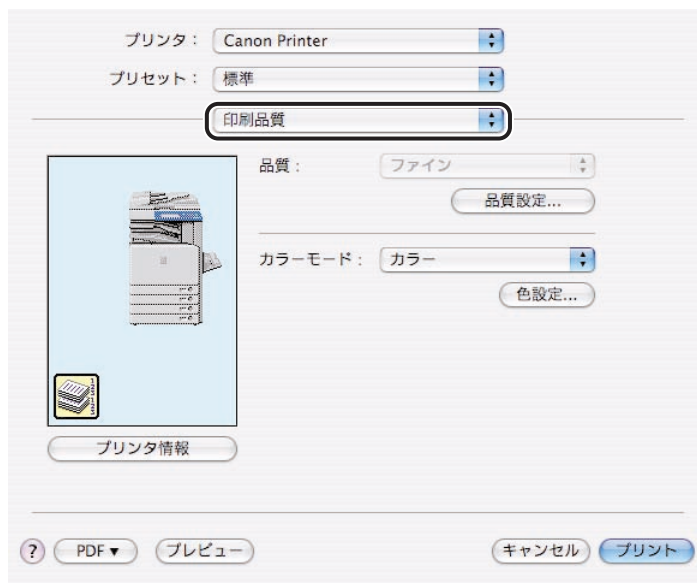 プリンタ： Canon Printer
プリセット： 標準
印刷品質
品質： ファイン
品質設定...
カラーモード： カラー
色設定...
プリンタ情報
? PDF▼ プレビュー キャンセル プリント